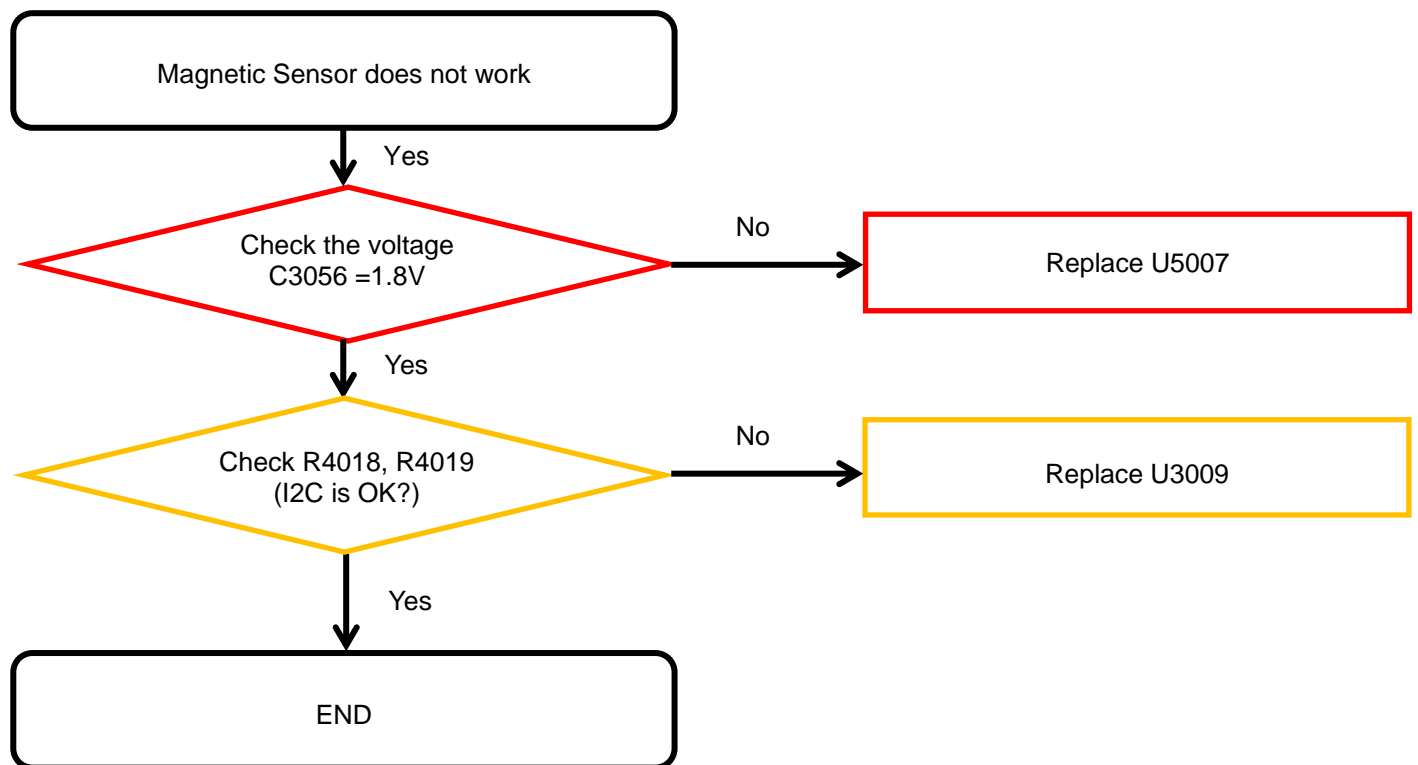 Magnetic Sensor does not work
Yes
Check the voltage
C3056 =1.8V
No
Replace U5007
Yes
Check R4018, R4019
(I2C is OK?)
No
Replace U3009
Yes
END